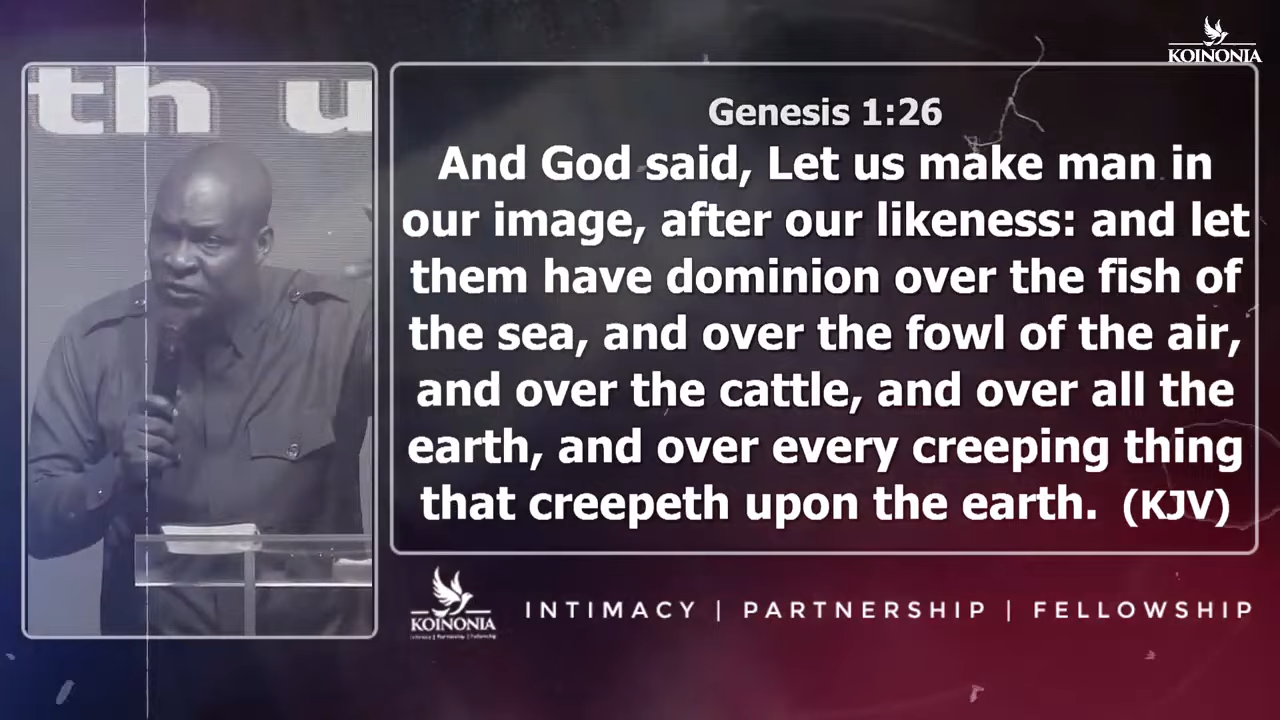 KOINONIA
th u
Genesis 1:26
And God said, Let us make man in
our image, after our likeness: and let
them have dominion over the fish of
the sea, and over the fowl of the air,
and over the cattle, and over all the
earth, and over every creeping thing
that creepeth upon the earth. (KJV)
KOINONIA
Intimacy | Partnership | Fellowship
INTIMACY | PARTNERSHIP | FELLOWSHIP